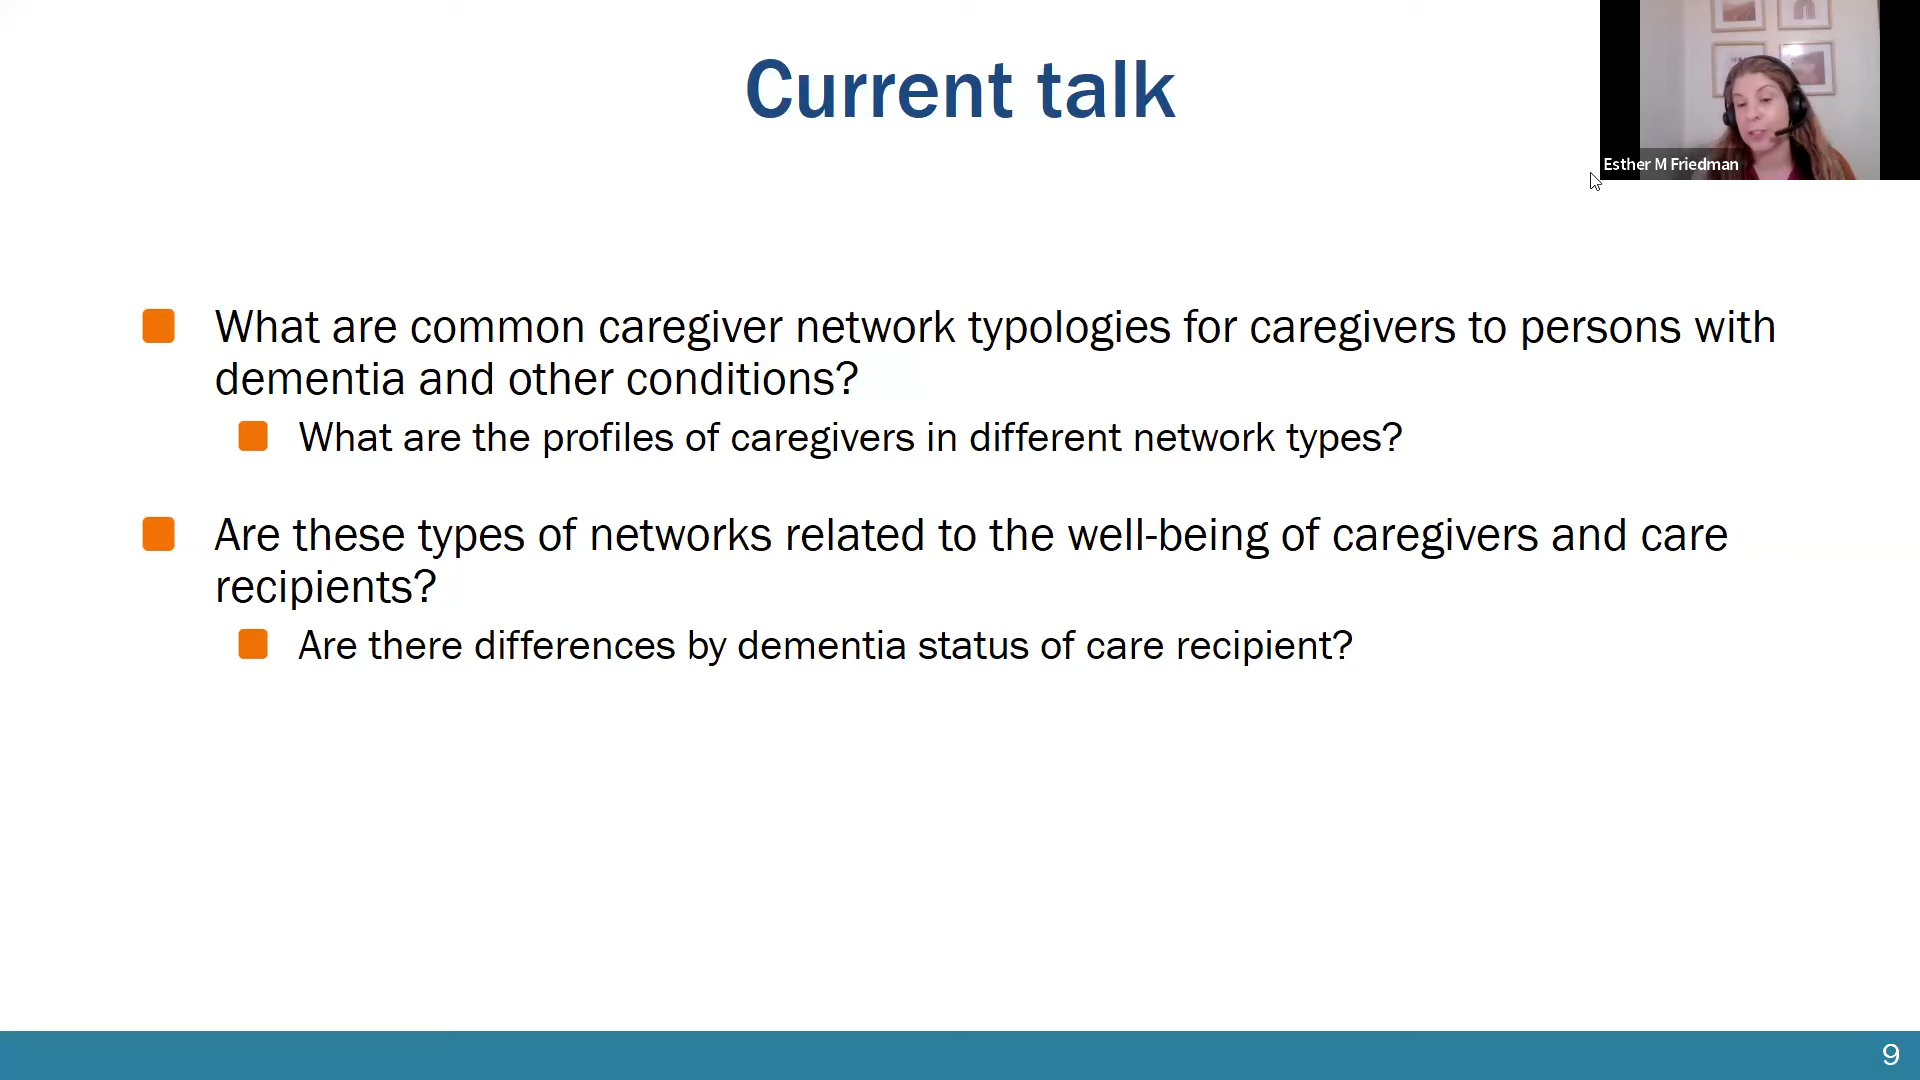 Current talk
Esther M Friedman
What are common caregiver network typologies for caregivers to persons with
dementia and other conditions?
What are the profiles of caregivers in different network types?
Are these types of networks related to the well-being of caregivers and care
recipients?
Are there differences by dementia status of care recipient?
9